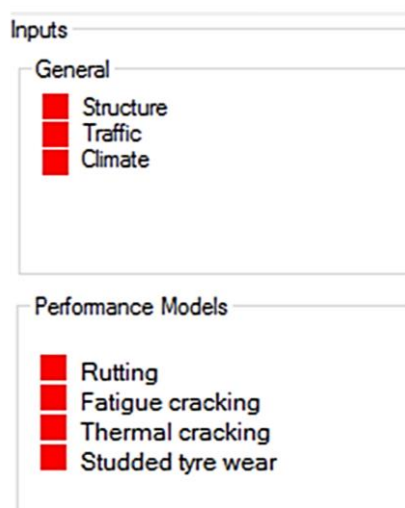 Inputs
General
Structure
Traffic
Climate
Performance Models
Rutting
Fatigue cracking
Thermal cracking
Studded tyre wear